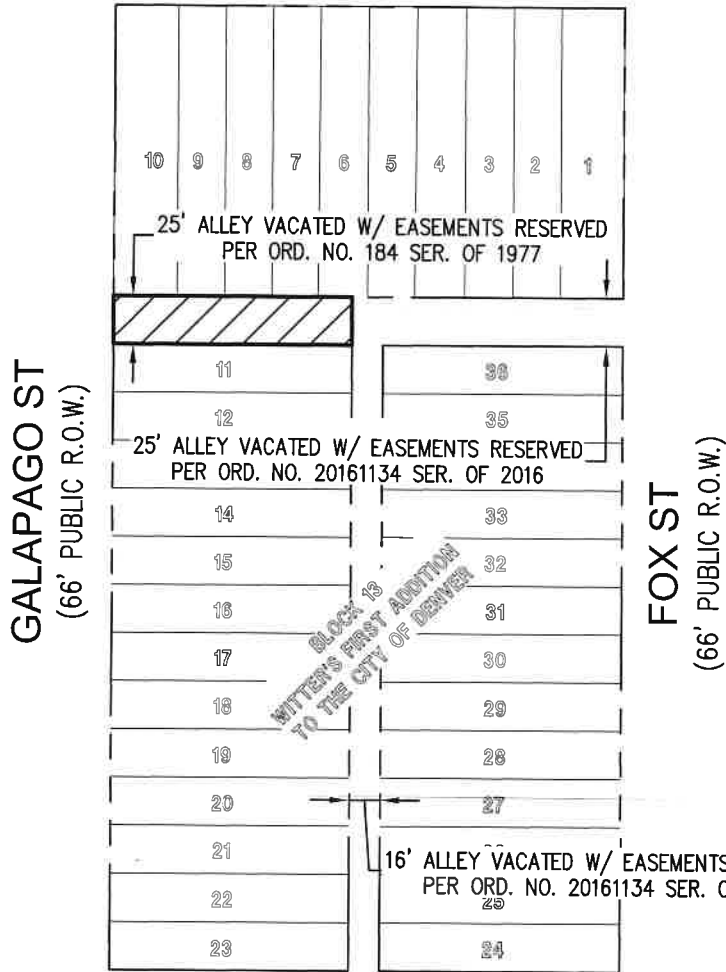 10 9 8 7 6 5 4 3 2 1
25' ALLEY VACATED W/ EASEMENTS RESERVED
PER ORD. NO. 184 SER. OF 1977
GALAPAGO ST
(66' PUBLIC R.O.W.)
11 36
12 35
25' ALLEY VACATED W/ EASEMENTS RESERVED
PER ORD. NO. 20161134 SER. OF 2016
14 33
15 32
16 31
17 30
18 29
19 28
20 27
21
22 25
23 24
BLOCK 13
WITTER'S FIRST ADDITION
TO THE CITY OF DENVER
FOX ST
(66' PUBLIC R.O.W.)
16' ALLEY VACATED W/ EASEMENTS
PER ORD. NO. 20161134 SER.